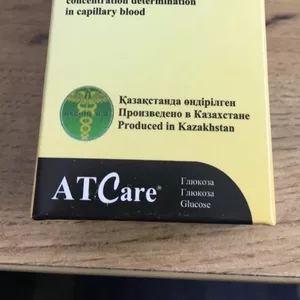 concentration determination
in capillary blood
Қазақстанда өндірілген
Произведено в Казахстане
Produced in Kazakhstan
ATCare®
Глюкоза
Глюкоза
Glucose